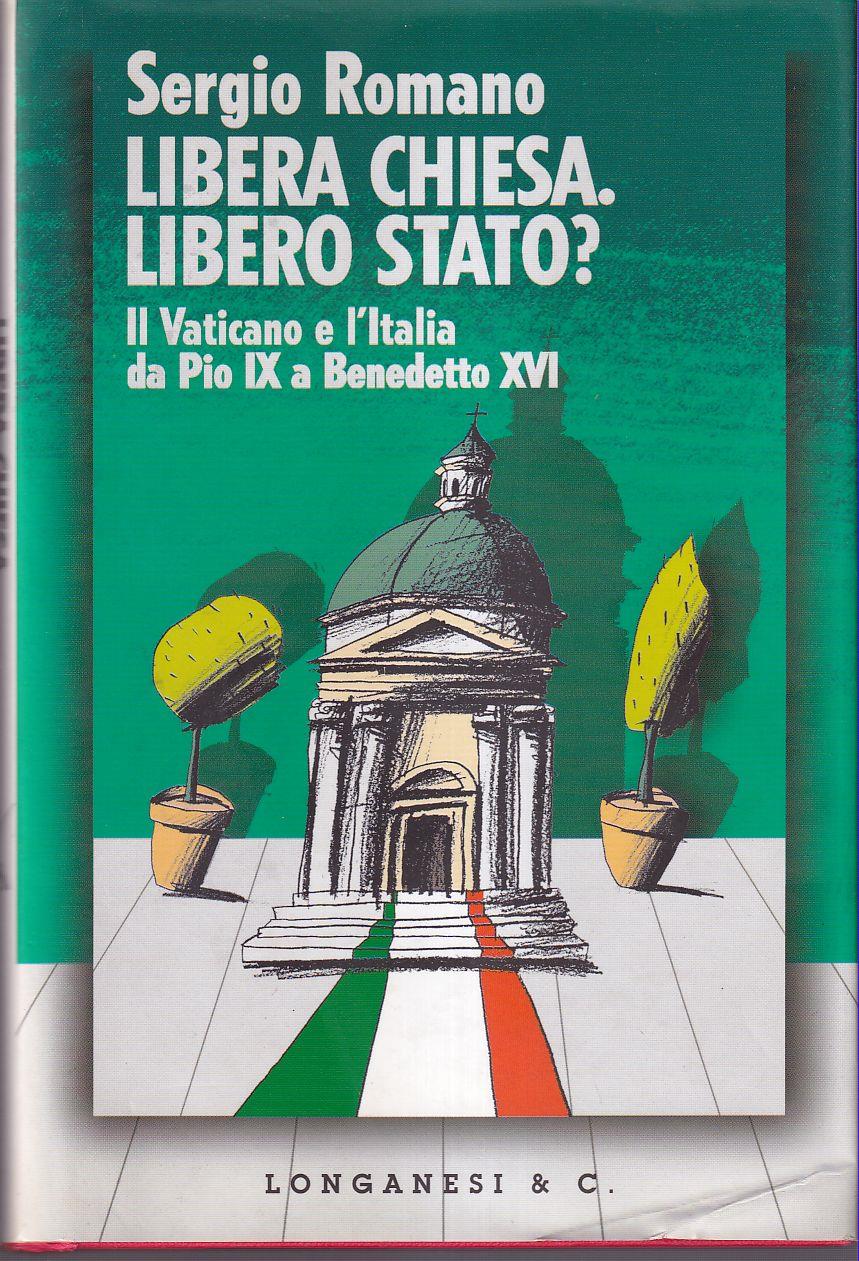 Sergio Romano
LIBERA CHIESA.
LIBERO STATO?
Il Vaticano e l'Italia
da Pio IX a Benedetto XVI
LONGANESI & C.